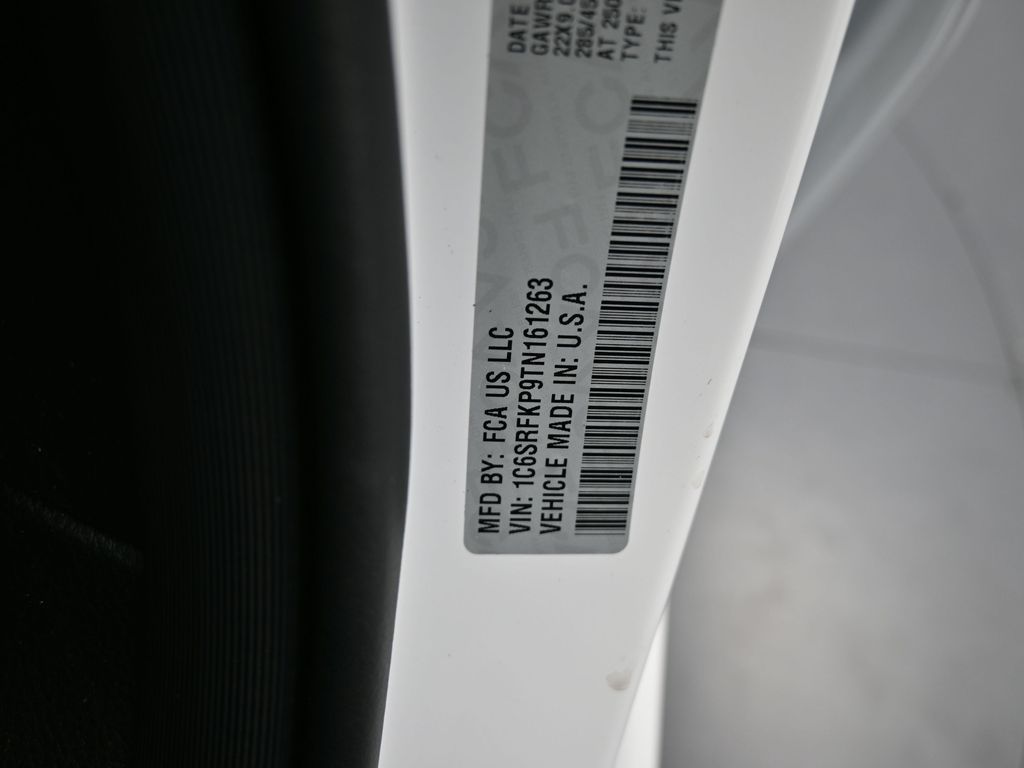 MFD BY: FCA US LLC
VIN: 1C6SRFKP9TN161263
VEHICLE MADE IN: U.S.A.
DATE
GAWR
22X9.0
285/45
AT 250
TYPE:
THIS VE